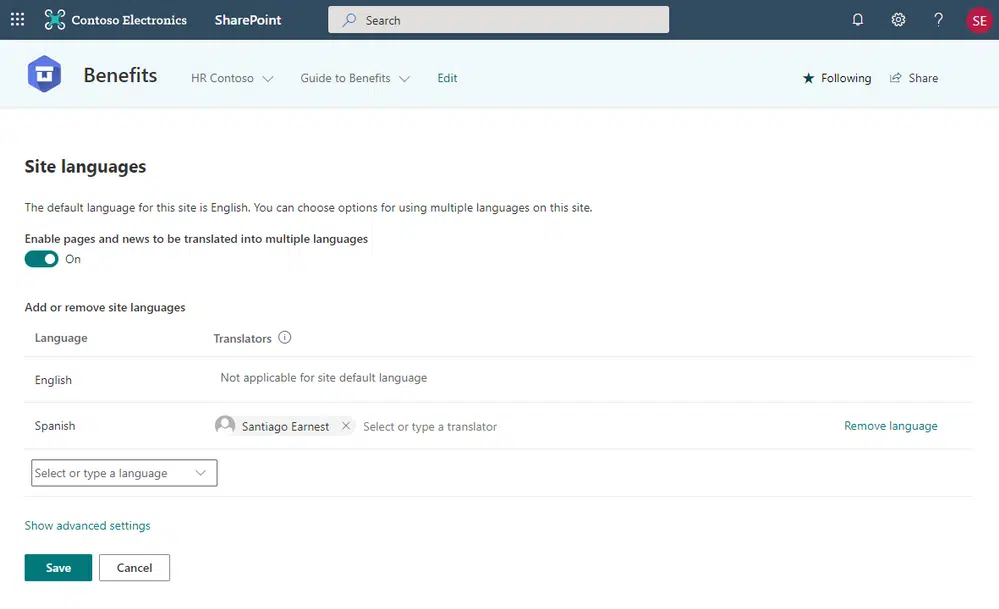 Contoso Electronics SharePoint Search ? SE
Benefits HR Contoso Guide to Benefits Edit Following Share
Site languages
The default language for this site is English. You can choose options for using multiple languages on this site.
Enable pages and news to be translated into multiple languages
On
Add or remove site languages
Language Translators
English Not applicable for site default language
Spanish Santiago Earnest Select or type a translator Remove language
Select or type a language
Show advanced settings
Save Cancel